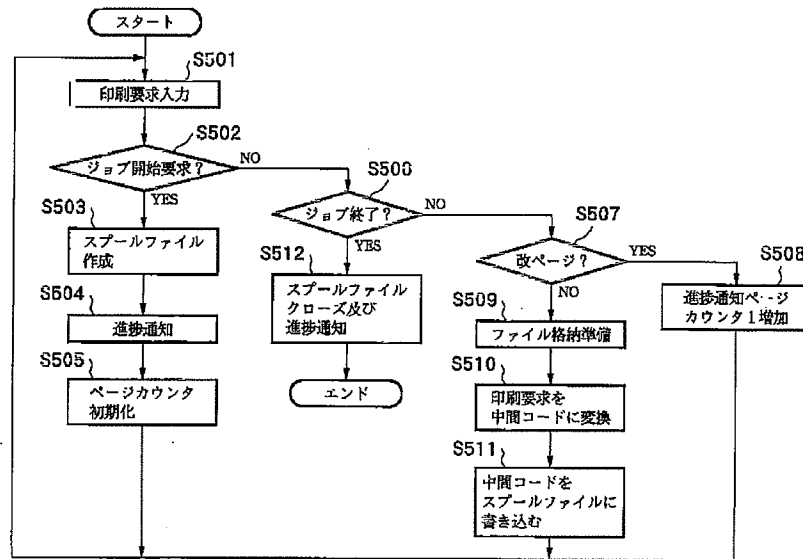 スタート
S501
印刷要求入力
S502
ジョブ開始要求?
NO
YES
S503
スプールファイル
作成
S504
進捗通知
S505
ページカウンタ
初期化
S506
ジョブ終了?
NO
YES
S512
スプールファイル
クローズ及び
進捗通知
エンド
S507
改ページ?
YES
NO
S508
進捗通知ページ
カウンタ1増加
S509
ファイル格納準備
S510
印刷要求を
中間コードに変換
S511
中間コードを
スプールファイルに
書き込む